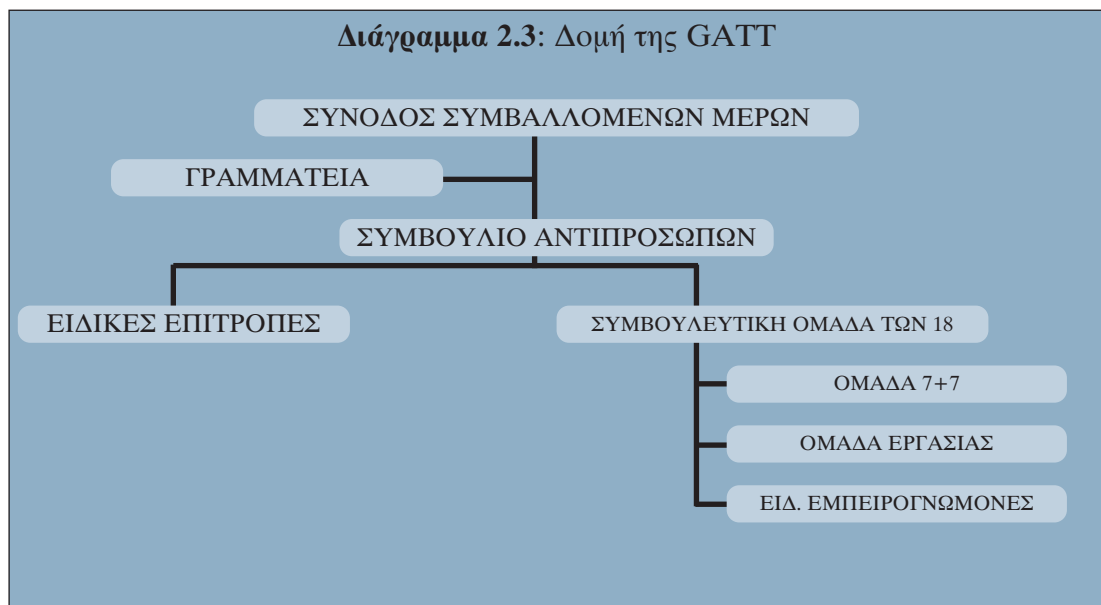 Διάγραμμα 2.3: Δομή της GATT
ΣΥΝΟΔΟΣ ΣΥΜΒΑΛΛΟΜΕΝΩΝ ΜΕΡΩΝ
ΓΡΑΜΜΑΤΕΙΑ
ΣΥΜΒΟΥΛΙΟ ΑΝΤΙΠΡΟΣΩΠΩΝ
ΕΙΔΙΚΕΣ ΕΠΙΤΡΟΠΕΣ
ΣΥΜΒΟΥΛΕΥΤΙΚΗ ΟΜΑΔΑ ΤΩΝ 18
ΟΜΑΔΑ 7+7
ΟΜΑΔΑ ΕΡΓΑΣΙΑΣ
ΕΙΔ. ΕΜΠΕΙΡΟΓΝΩΜΟΝΕΣ